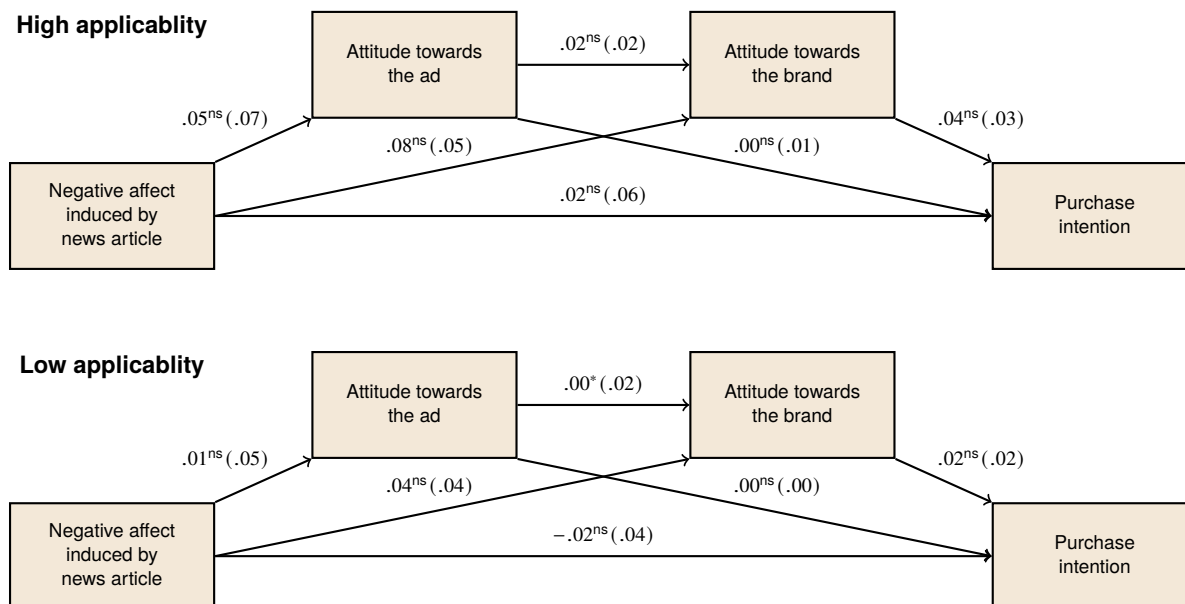 High applicablity
Attitude towards
the ad
.02ns(.02)
Attitude towards
the brand
.05ns(.07)
.08ns(.05)
.00ns(.01)
.04ns(.03)
Negative affect
induced by
news article
.02ns(.06)
Purchase
intention
Low applicablity
Attitude towards
the ad
.00*(.02)
Attitude towards
the brand
.01ns(.05)
.04ns(.04)
.00ns(.00)
.02ns(.02)
Negative affect
induced by
news article
−.02ns(.04)
Purchase
intention